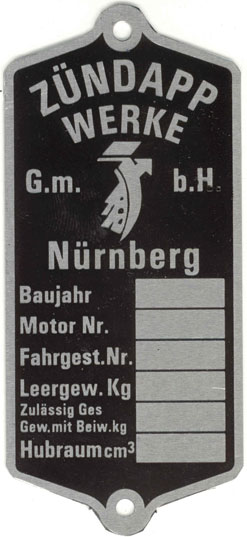 ZÜNDAPP
WERKE
G.m. b.H.
Nürnberg
Baujahr
Motor Nr.
Fahrgest.Nr.
Leergew.Kg
Zulässig Ges
Gew.mit Beiw.kg
Hubraum cm³